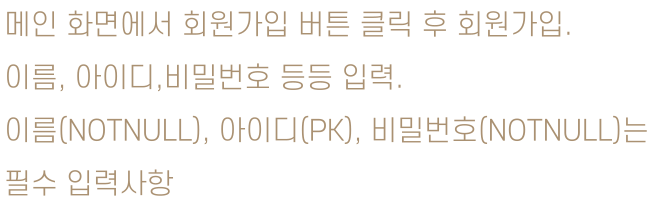 메인 화면에서 회원가입 버튼 클릭 후 회원가입.
이름, 아이디,비밀번호 등등 입력.
이름(NOTNULL), 아이디(PK), 비밀번호(NOTNULL)는
필수 입력사항